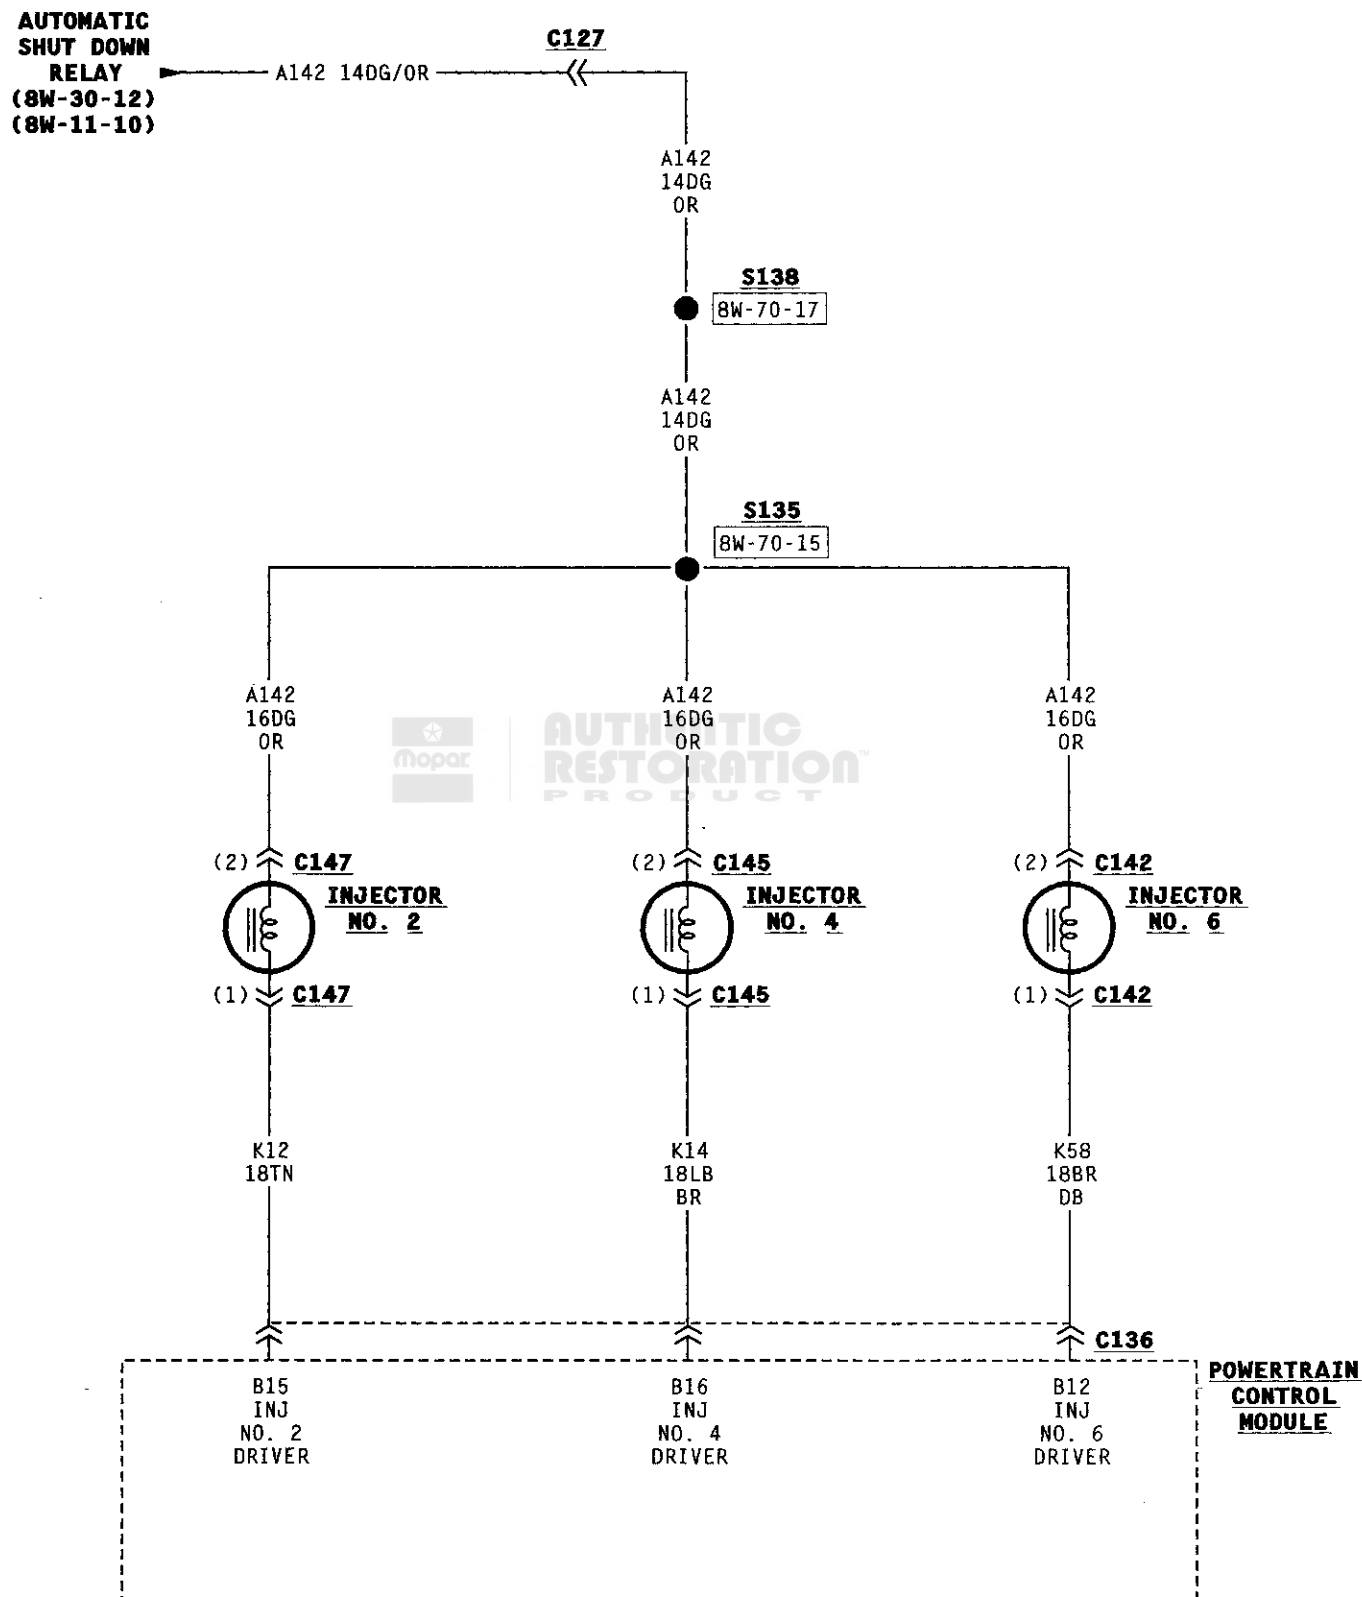 AUTOMATIC
SHUT DOWN
RELAY
(8W-30-12)
(8W-11-10)
A142 14DG/OR
C127
A142
14DG
OR
S138
8W-70-17
A142
14DG
OR
S135
8W-70-15
A142
16DG
OR
A142
16DG
OR
A142
16DG
OR
Mopar.
AUTHENTIC
RESTORATION™
PRODUCT
(2) C147
INJECTOR
NO. 2
(1) C147
(2) C145
INJECTOR
NO. 4
(1) C145
(2) C142
INJECTOR
NO. 6
(1) C142
K12
18TN
K14
18LB
BR
K58
18BR
DB
C136
B15
INJ
NO. 2
DRIVER
B16
INJ
NO. 4
DRIVER
B12
INJ
NO. 6
DRIVER
POWERTRAIN
CONTROL
MODULE